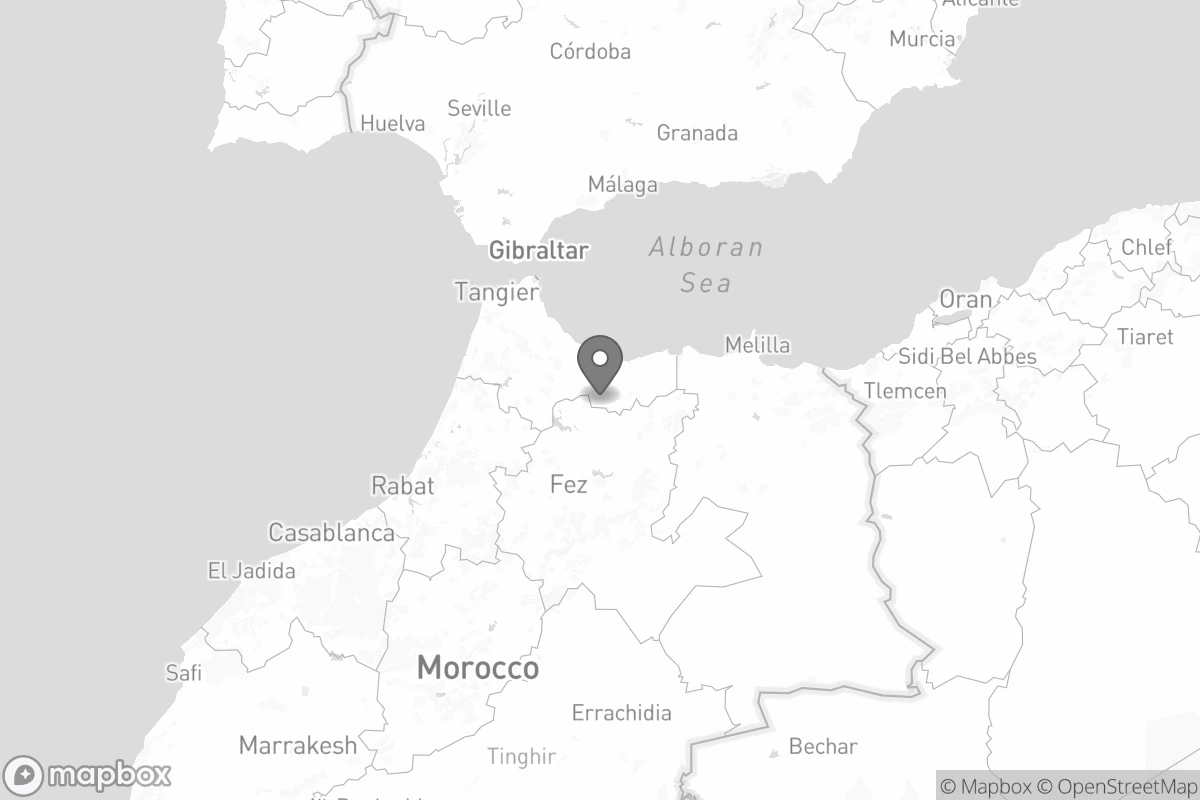 Alicante
Murcia
Córdoba
Seville
Huelva
Granada
Málaga
Gibraltar
Alboran
Sea
Chlef
Tangier
Oran
Tiaret
Melilla
Sidi Bel Abbes
Tlemcen
Rabat
Fez
Casablanca
El Jadida
Safi
Morocco
Errachidia
Marrakesh
Tinghir
Bechar
mapbox
© Mapbox © OpenStreetMap